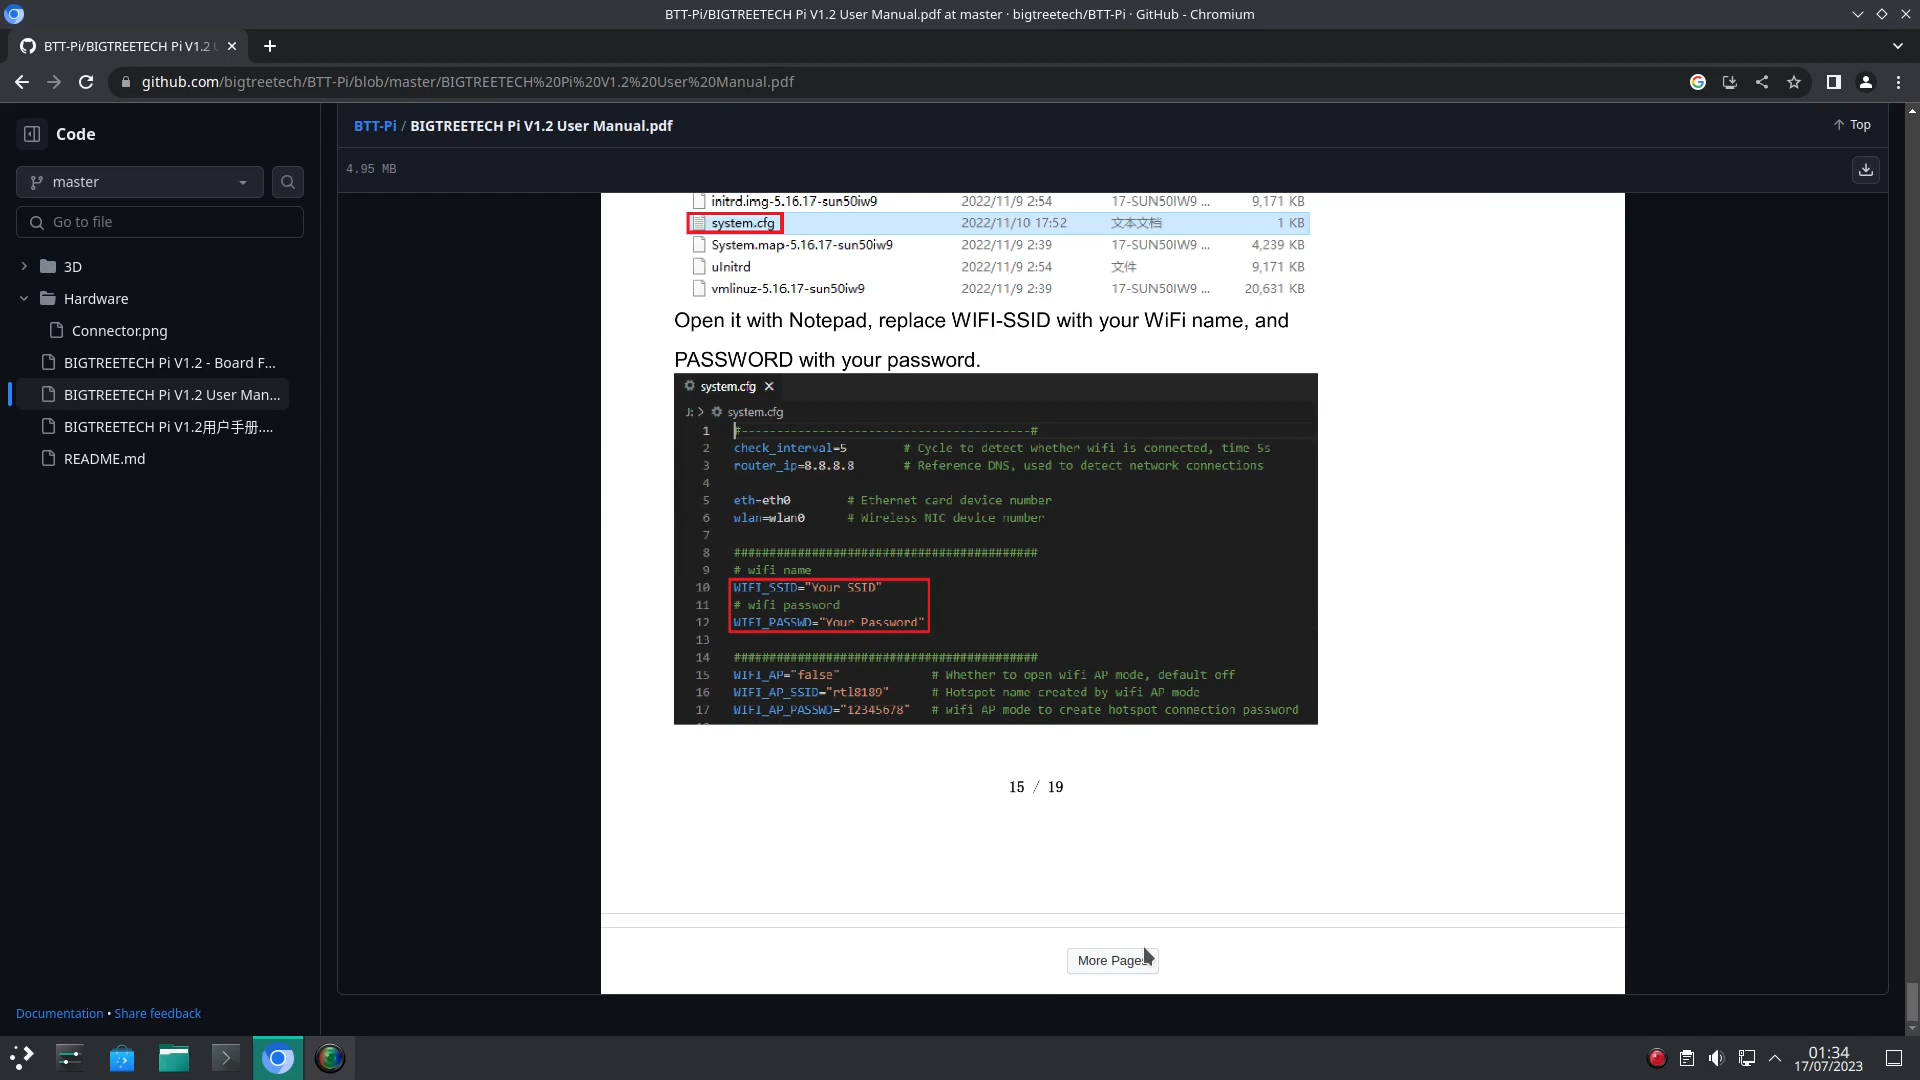 BTT-Pi/BIGTREETECH Pi V1.2 User Manual.pdf at master · bigtreetech/BTT-Pi · GitHub - Chromium
BTT-Pi/BIGTREETECH Pi V1.2
github.com/bigtreetech/BTT-Pi/blob/master/BIGTREETECH%20Pi%20V1.2%20User%20Manual.pdf
Code
master
Go to file
3D
Hardware
Connector.png
BIGTREETECH Pi V1.2 - Board F...
BIGTREETECH Pi V1.2 User Man...
BIGTREETECH Pi V1.2用户手册....
README.md
Documentation • Share feedback
BTT-Pi / BIGTREETECH Pi V1.2 User Manual.pdf
Top
4.95 MB
initrd.img-5.16.17-sun50iw9 2022/11/9 2:54 17-SUN50IW9 ... 9,171 KB
system.cfg 2022/11/10 17:52 文本文档 1 KB
System.map-5.16.17-sun50iw9 2022/11/9 2:39 17-SUN50IW9 ... 4,239 KB
uInitrd 2022/11/9 2:54 文件 9,171 KB
vmlinuz-5.16.17-sun50iw9 2022/11/9 2:39 17-SUN50IW9 ... 20,631 KB
Open it with Notepad, replace WIFI-SSID with your WiFi name, and
PASSWORD with your password.
system.cfg
J: > system.cfg
1 #------------------------------------------#
2 check_interval=5 # Cycle to detect whether wifi is connected, time 5s
3 router_ip=8.8.8.8 # Reference DNS, used to detect network connections
4
5 eth=eth0 # Ethernet card device number
6 wlan=wlan0 # Wireless NIC device number
7
8 ###########################################
9 # wifi name
10 WIFI_SSID="Your SSID"
11 # wifi password
12 WIFI_PASSWD="Your Password"
13
14 ###########################################
15 WIFI_AP="false" # Whether to open wifi AP mode, default off
16 WIFI_AP_SSID="rtl8189" # Hotspot name created by wifi AP mode
17 WIFI_AP_PASSWD="12345678" # wifi AP mode to create hotspot connection password
15 / 19
More Pages
01:34
17/07/2023